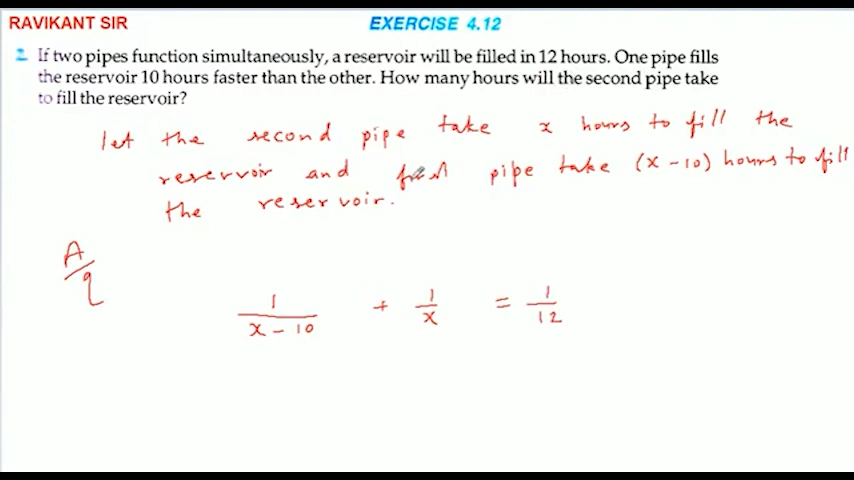 RAVIKANT SIR
EXERCISE 4.12
2. If two pipes function simultaneously, a reservoir will be filled in 12 hours. One pipe fills
the reservoir 10 hours faster than the other. How many hours will the second pipe take
to fill the reservoir?
let the second pipe take x hours to fill the
reservoir and first pipe take (x-10) hours to fill
the reservoir.
A/q
1/(x-10) + 1/x = 1/12